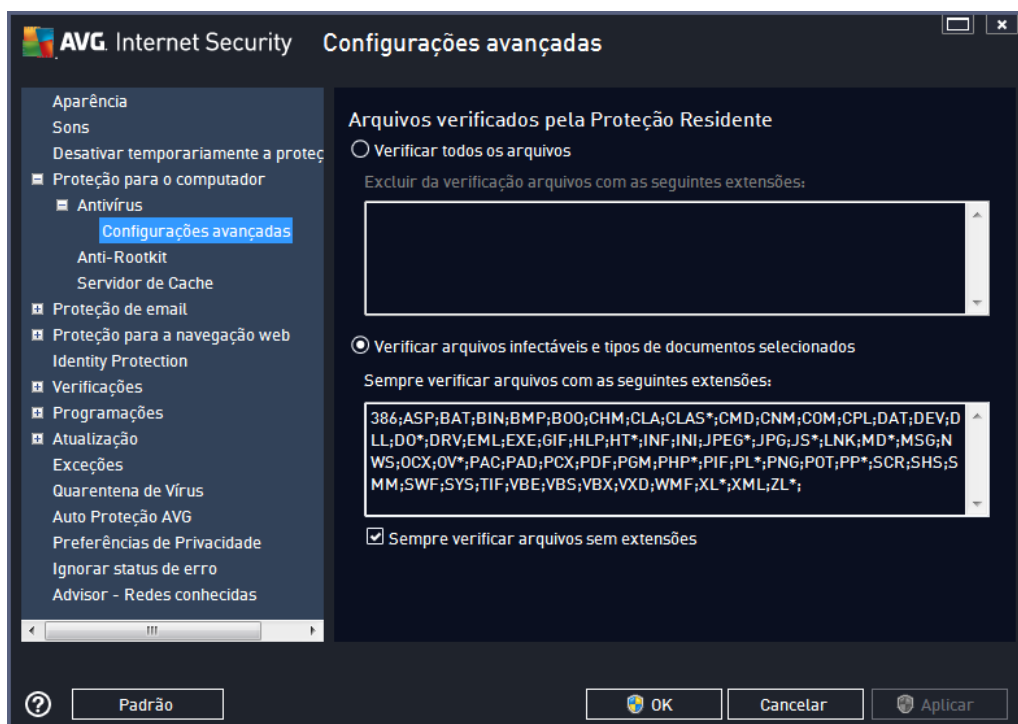 AVG. Internet Security Configurações avançadas
Aparência
Sons
Desativar temporariamente a proteç
Proteção para o computador
Antivírus
Configurações avançadas
Anti-Rootkit
Servidor de Cache
Proteção de email
Proteção para a navegação web
Identity Protection
Verificações
Programações
Atualização
Exceções
Quarentena de Vírus
Auto Proteção AVG
Preferências de Privacidade
Ignorar status de erro
Advisor - Redes conhecidas
Arquivos verificados pela Proteção Residente
Verificar todos os arquivos
Excluir da verificação arquivos com as seguintes extensões:
Verificar arquivos infectáveis e tipos de documentos selecionados
Sempre verificar arquivos com as seguintes extensões:
386;ASP;BAT;BIN;BMP;BOO;CHM;CLA;CLAS*;CMD;CNM;COM;CPL;DAT;DEV;D
LL;DO*;DRV;EML;EXE;GIF;HLP;HT*;INF;INI;JPEG*;JPG;JS*;LNK;MD*;MSG;N
WS;OCX;OV*;PAC;PAD;PCX;PDF;PGM;PHP*;PIF;PL*;PNG;POT;PP*;SCR;SHS;S
MM;SWF;SYS;TIF;VBE;VBS;VBX;VXD;WMF;XL*;XML;ZL*;
Sempre verificar arquivos sem extensões
Padrão
OK
Cancelar
Aplicar